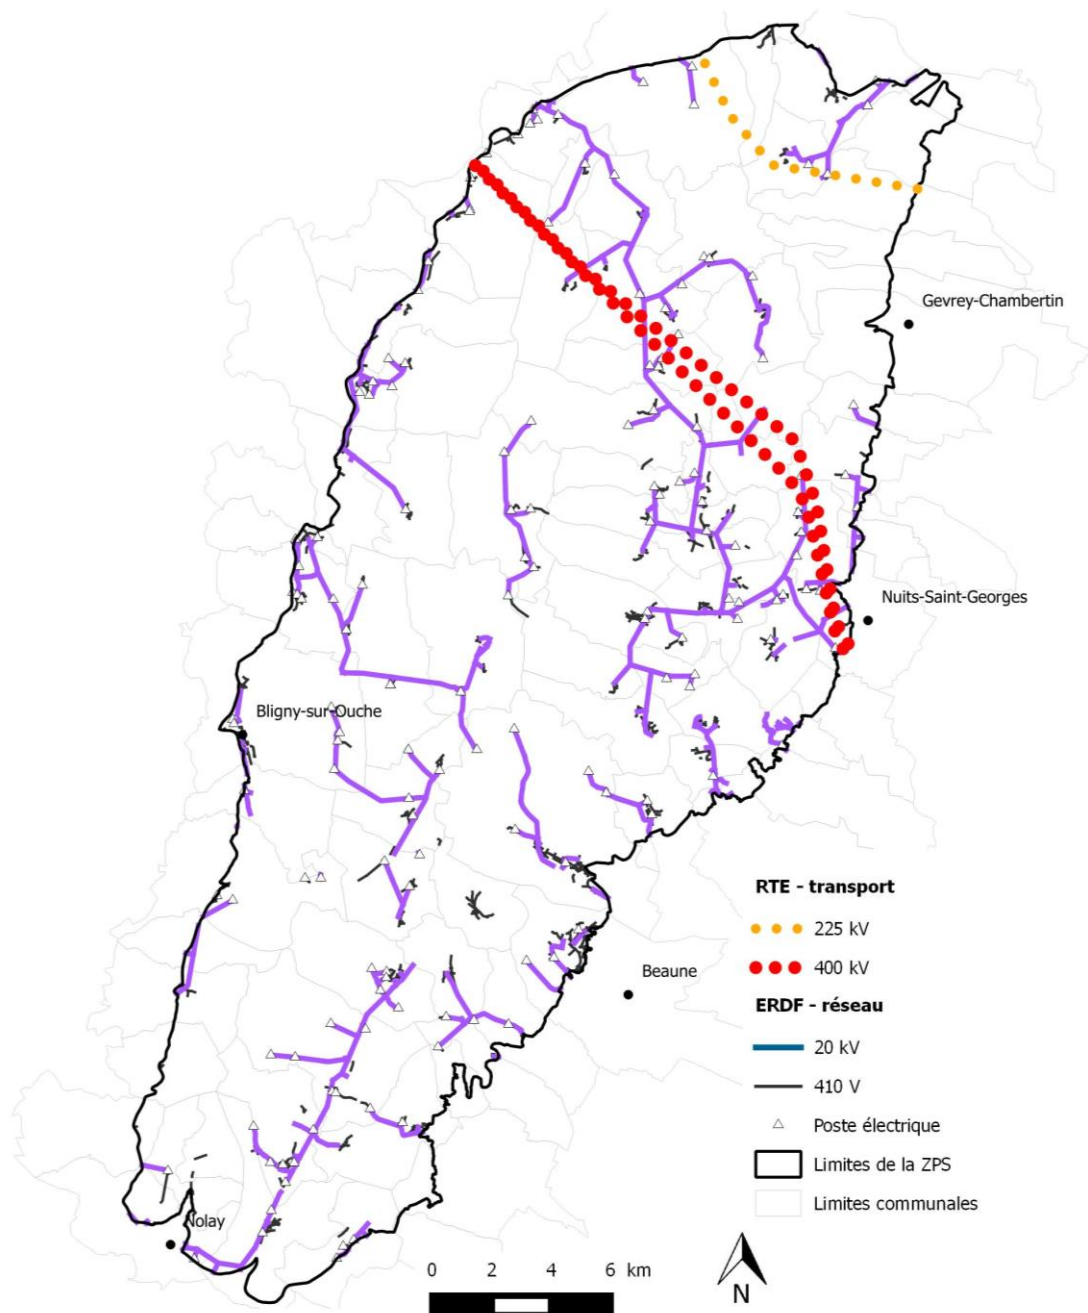 Gevrey-Chambertin
Nuits-Saint-Georges
Bligny-sur-Ouche
RTE - transport
225 kV
400 kV
Beaune
ERDF - réseau
20 kV
410 V
Poste électrique
Limites de la ZPS
Limites communales
Nolay
0 2 4 6 km
N